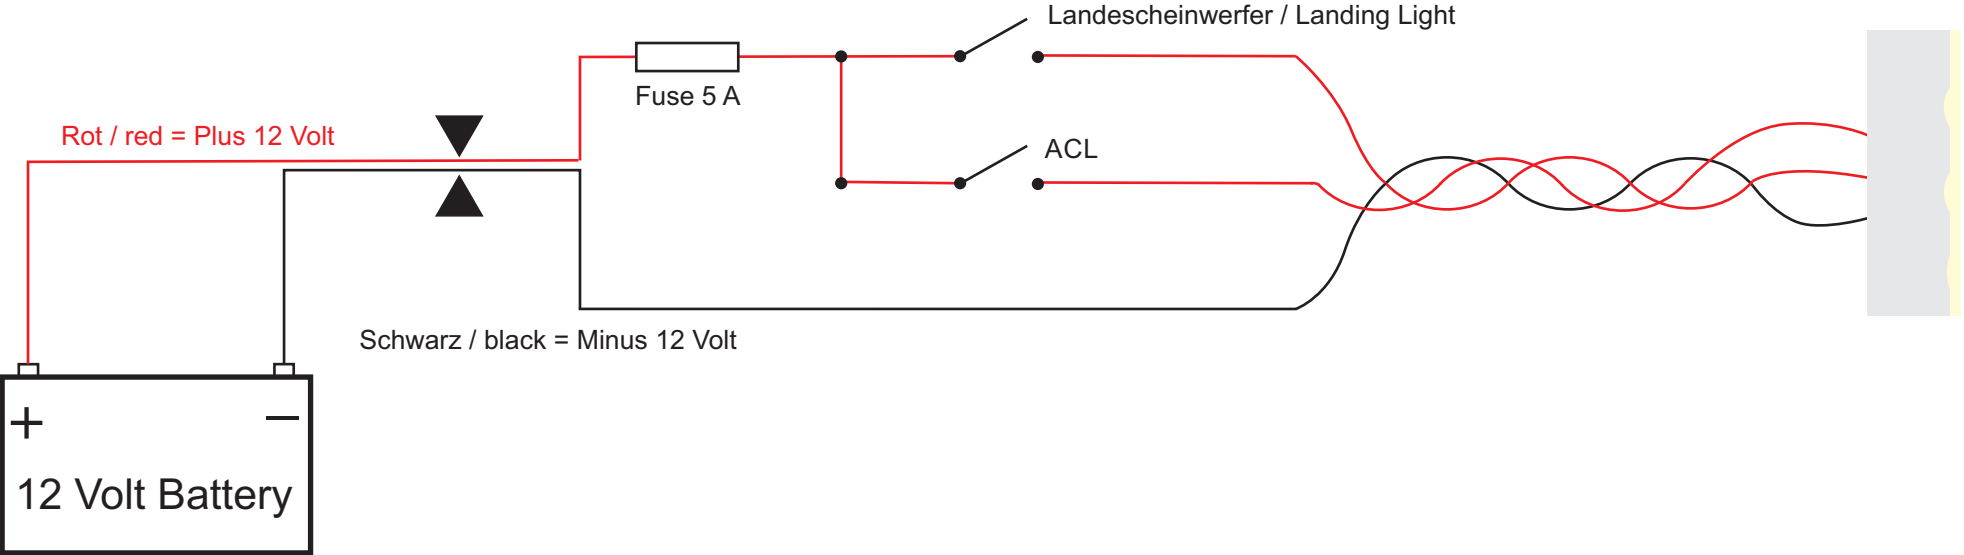 Landescheinwerfer / Landing Light
Fuse 5 A
Rot / red = Plus 12 Volt
ACL
Schwarz / black = Minus 12 Volt
+ −
12 Volt Battery